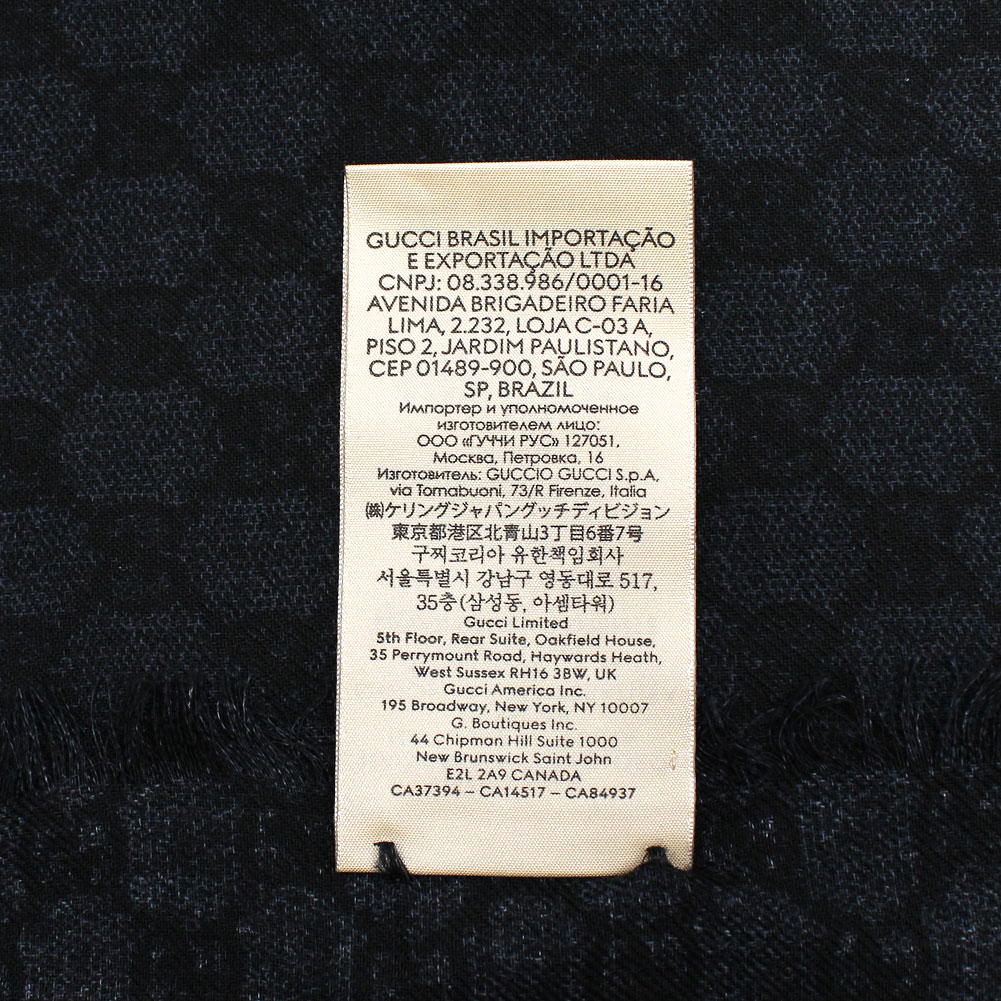 GUCCI BRASIL IMPORTAÇÃO
E EXPORTAÇÃO LTDA
CNPJ: 08.338.986/0001-16
AVENIDA BRIGADEIRO FARIA
LIMA, 2.232, LOJA C-03 A,
PISO 2, JARDIM PAULISTANO,
CEP 01489-900, SÃO PAULO,
SP, BRAZIL
Импортер и уполномоченное
изготовителем лицо:
ООО «ГУЧЧИ РУС» 127051,
Москва, Петровка, 16
Изготовитель: GUCCIO GUCCI S.p.A,
via Tornabuoni, 73/R Firenze, Italia
㈱ケリングジャパングッチディビジョン
東京都港区北青山3丁目6番7号
구찌코리아 유한책임회사
서울특별시 강남구 영동대로 517,
35층(삼성동, 아셈타워)
Gucci Limited
5th Floor, Rear Suite, Oakfield House,
35 Perrymount Road, Haywards Heath,
West Sussex RH16 3BW, UK
Gucci America Inc.
195 Broadway, New York, NY 10007
G. Boutiques Inc.
44 Chipman Hill Suite 1000
New Brunswick Saint John
E2L 2A9 CANADA
CA37394 – CA14517 – CA84937